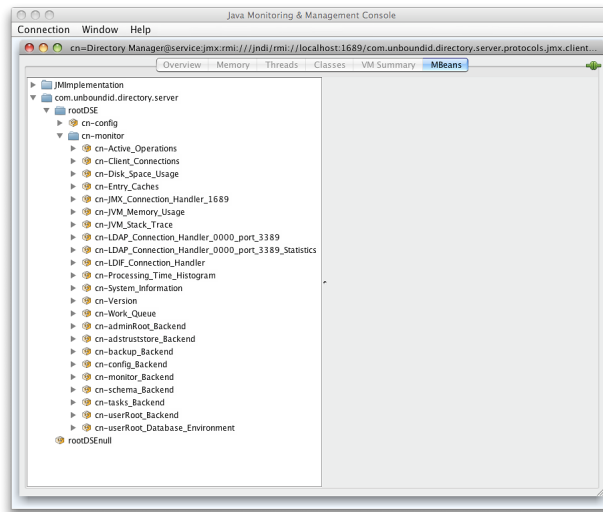 Java Monitoring & Management Console
Connection Window Help
cn=Directory Manager@service:jmx:rmi:///jndi/rmi://localhost:1689/com.unboundid.directory.server.protocols.jmx.client...
Overview Memory Threads Classes VM Summary MBeans
JMImplementation
com.unboundid.directory.server
rootDSE
cn-config
cn-monitor
cn-Active_Operations
cn-Client_Connections
cn-Disk_Space_Usage
cn-Entry_Caches
cn-JMX_Connection_Handler_1689
cn-JVM_Memory_Usage
cn-JVM_Stack_Trace
cn-LDAP_Connection_Handler_0000_port_3389
cn-LDAP_Connection_Handler_0000_port_3389_Statistics
cn-LDIF_Connection_Handler
cn-Processing_Time_Histogram
cn-System_Information
cn-Version
cn-Work_Queue
cn-adminRoot_Backend
cn-adstruststore_Backend
cn-backup_Backend
cn-config_Backend
cn-monitor_Backend
cn-schema_Backend
cn-tasks_Backend
cn-userRoot_Backend
cn-userRoot_Database_Environment
rootDSEnull